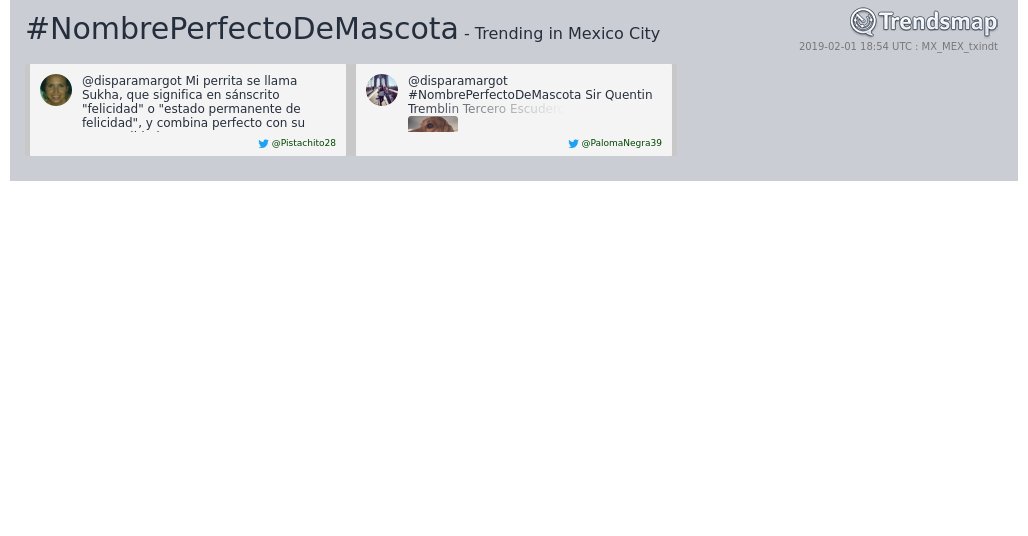 #NombrePerfectoDeMascota - Trending in Mexico City
Trendsmap
2019-02-01 18:54 UTC : MX_MEX_txindt
@disparamargot Mi perrita se llama
Sukha, que significa en sánscrito
"felicidad" o "estado permanente de
felicidad", y combina perfecto con su
@Pistachito28
@disparamargot
#NombrePerfectoDeMascota Sir Quentin
Tremblin Tercero Escudero
@PalomaNegra39